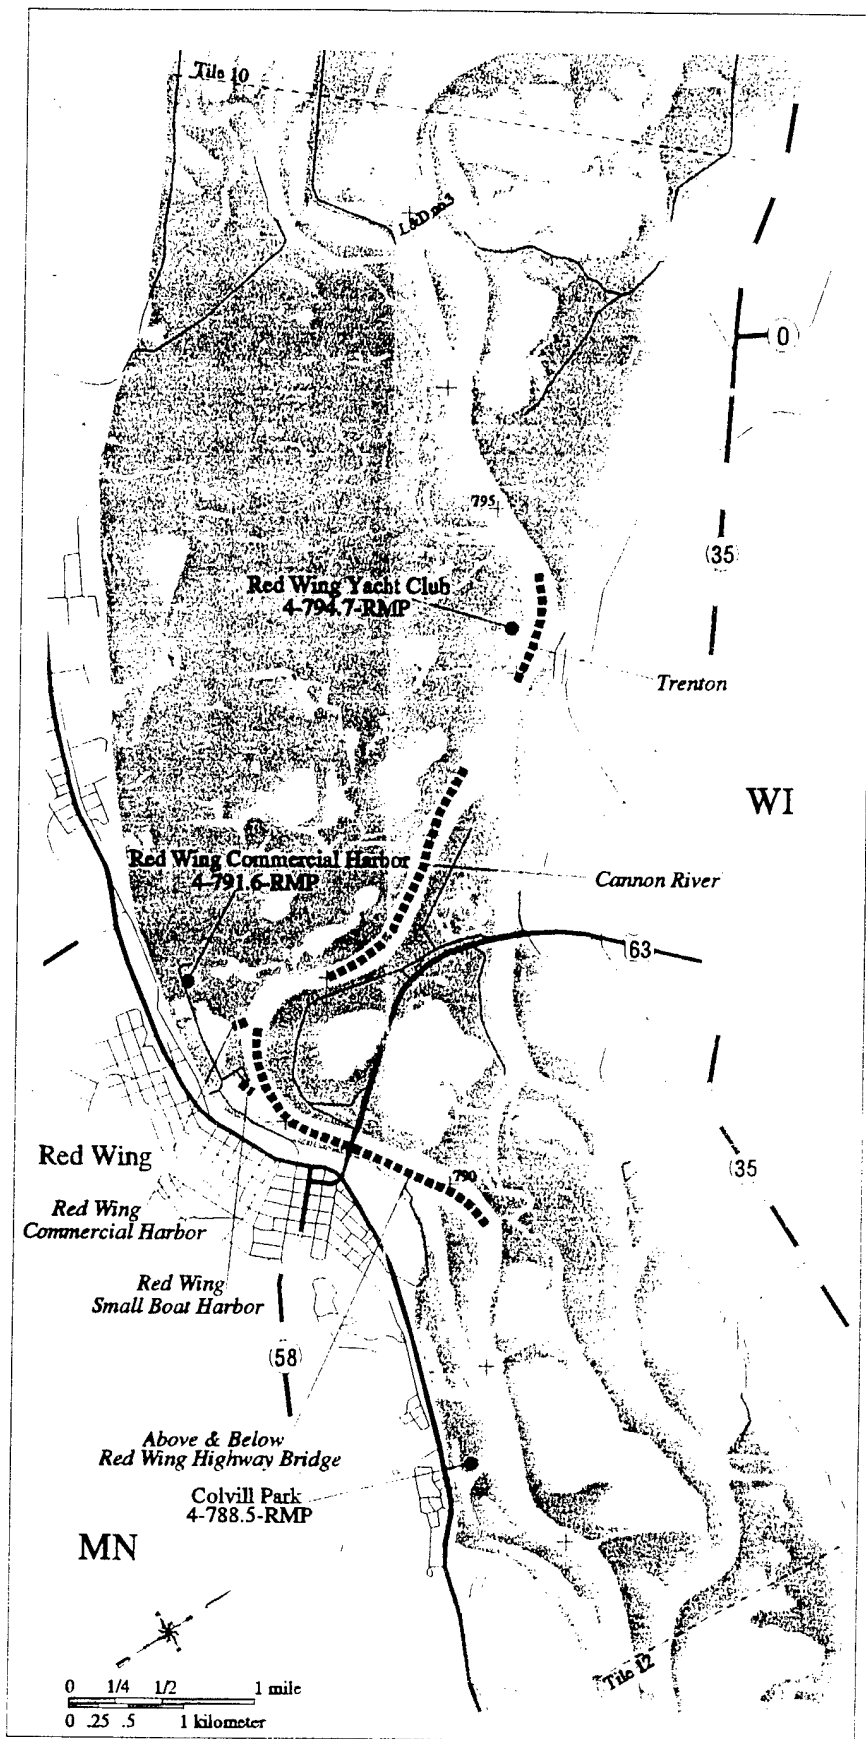 Tile 10
L&D no.3
0
795
35
Red Wing Yacht Club
4-794.7-RMP
Trenton
WI
Red Wing Commercial Harbor
4-791.6-RMP
Cannon River
63
Red Wing
790
35
Red Wing
Commercial Harbor
Red Wing
Small Boat Harbor
58
Above & Below
Red Wing Highway Bridge
Colvill Park
4-788.5-RMP
MN
Tile 12
0 1/4 1/2 1 mile
0 .25 .5 1 kilometer